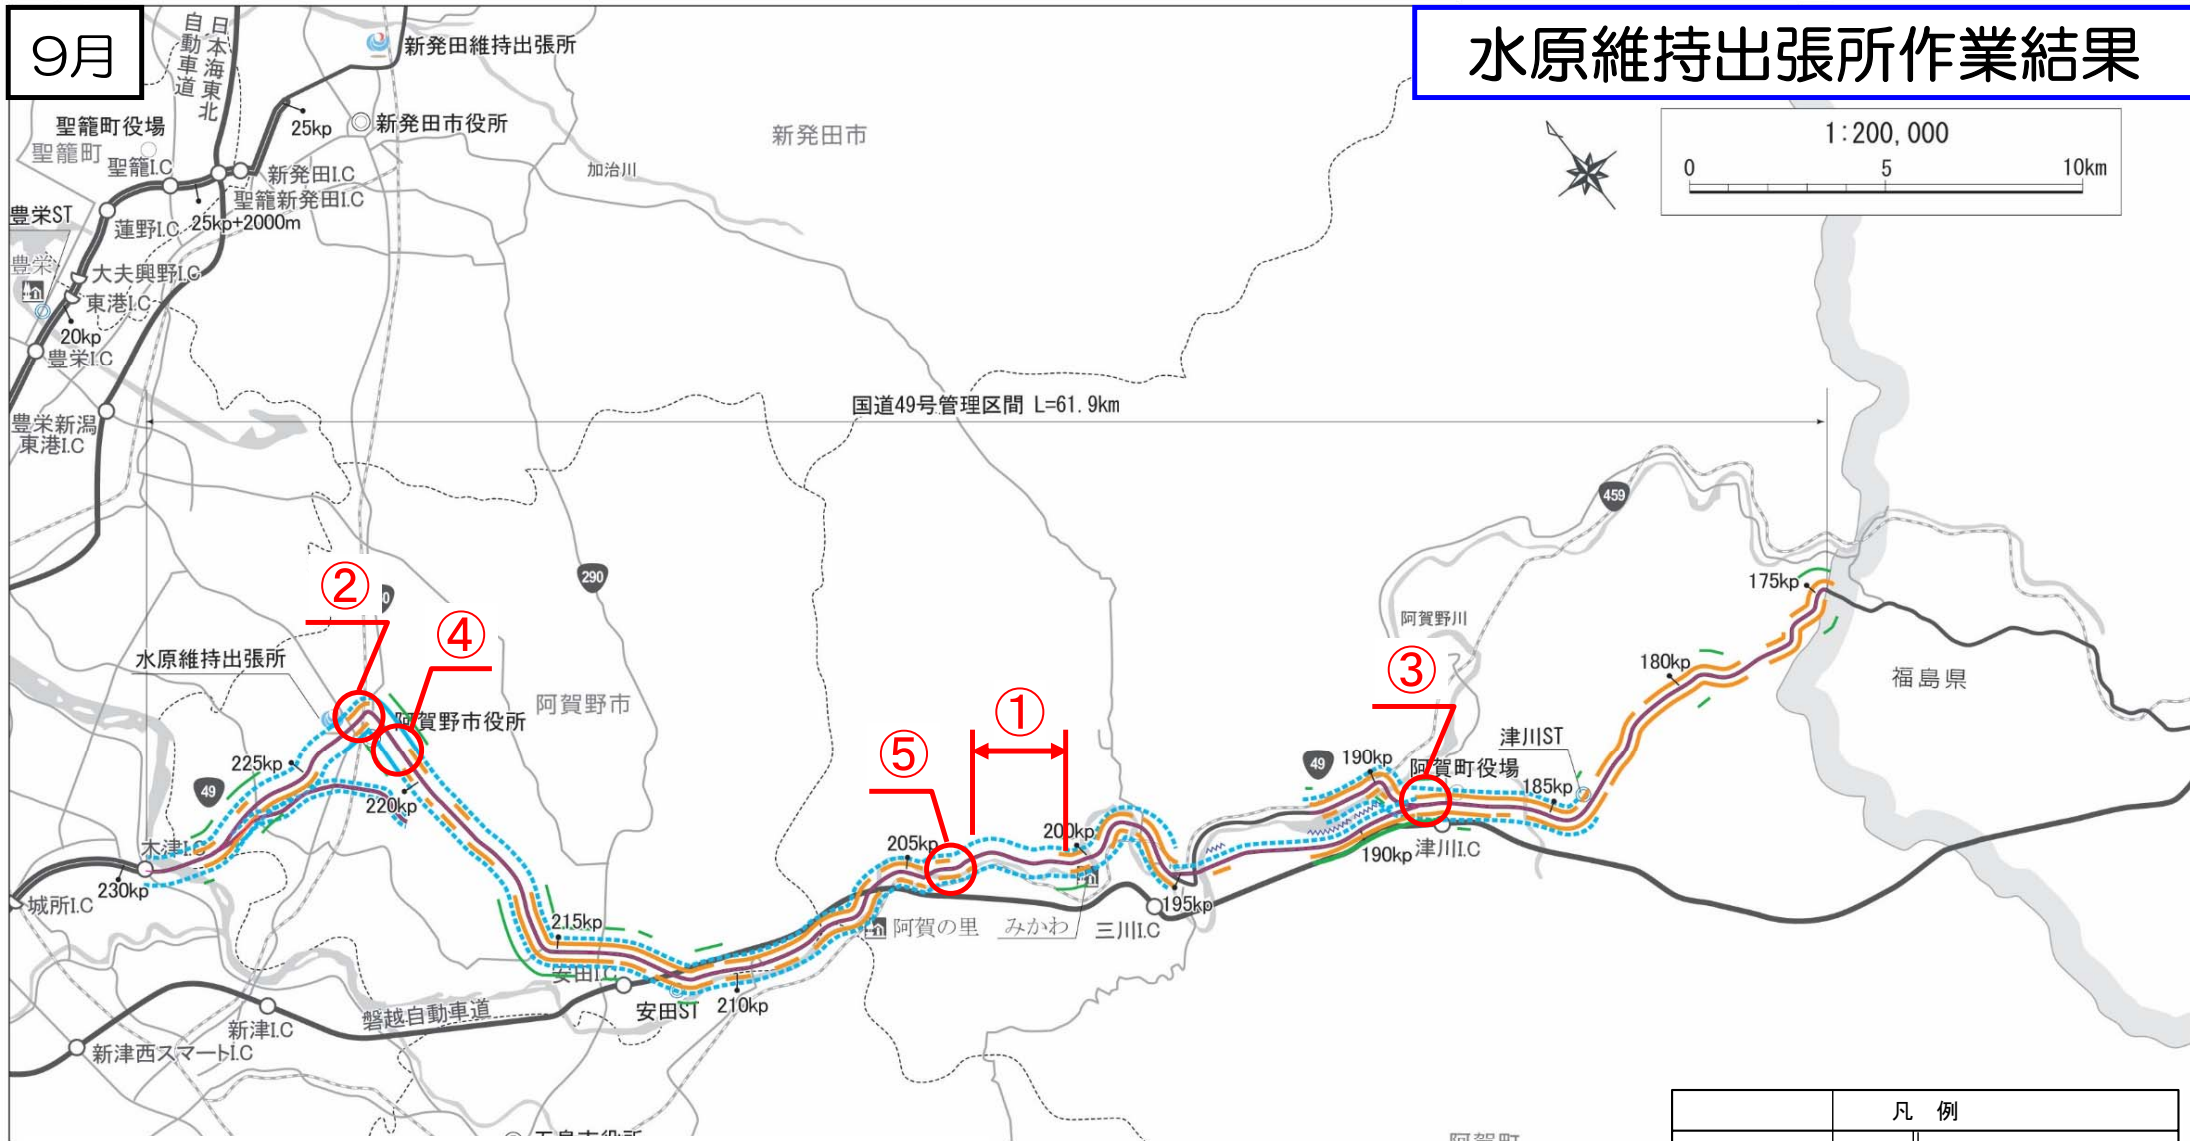 9月
水原維持出張所作業結果
日本海東北
自動車道
新発田維持出張所
1:200,000
0 5 10km
25kp
新発田市役所
新発田市
聖籠町役場
聖籠町
聖籠I.C
新発田I.C
聖籠新発田I.C
加治川
豊栄ST
蓮野I.C
25kp+2000m
豊栄
大夫興野I.C
東港I.C
20kp
豊栄I.C
国道49号管理区間 L=61.9km
豊栄新潟
東港I.C
459
290
②
④
175kp
阿賀野川
水原維持出張所
③
180kp
福島県
阿賀野市
阿賀野市役所
①
⑤
津川ST
225kp
49
49
190kp
阿賀町役場
185kp
220kp
200kp
205kp
木津I.C
190kp
津川I.C
230kp
城所I.C
195kp
215kp
阿賀の里
みかわ
三川I.C
安田I.C
安田ST
210kp
磐越自動車道
新津I.C
新津西スマートI.C
凡 例